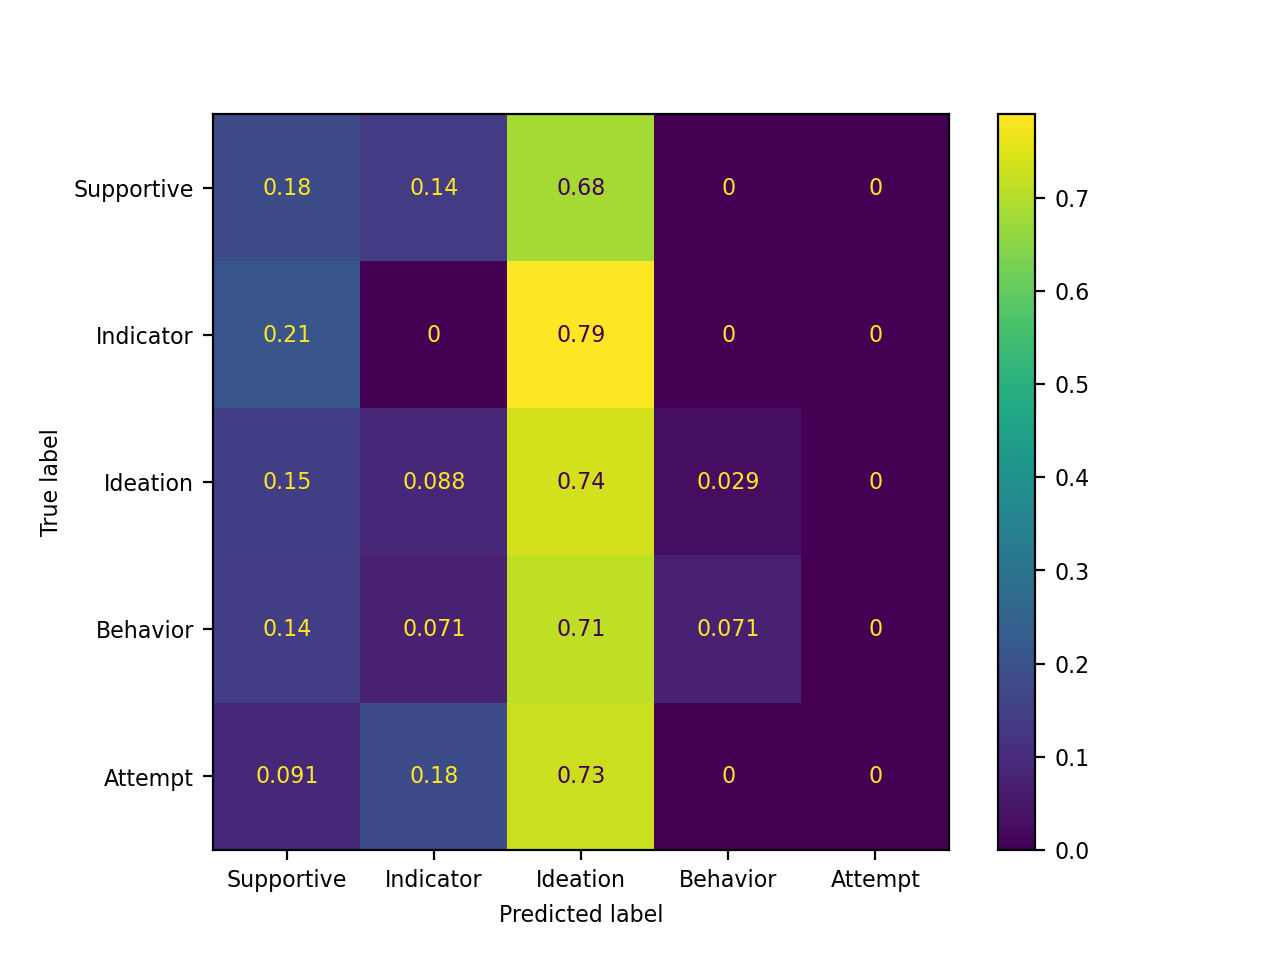 Supportive 0.18 0.14 0.68 0 0
Indicator 0.21 0 0.79 0 0
Ideation 0.15 0.088 0.74 0.029 0
Behavior 0.14 0.071 0.71 0.071 0
Attempt 0.091 0.18 0.73 0 0
True label
Supportive Indicator Ideation Behavior Attempt
Predicted label
0.7
0.6
0.5
0.4
0.3
0.2
0.1
0.0